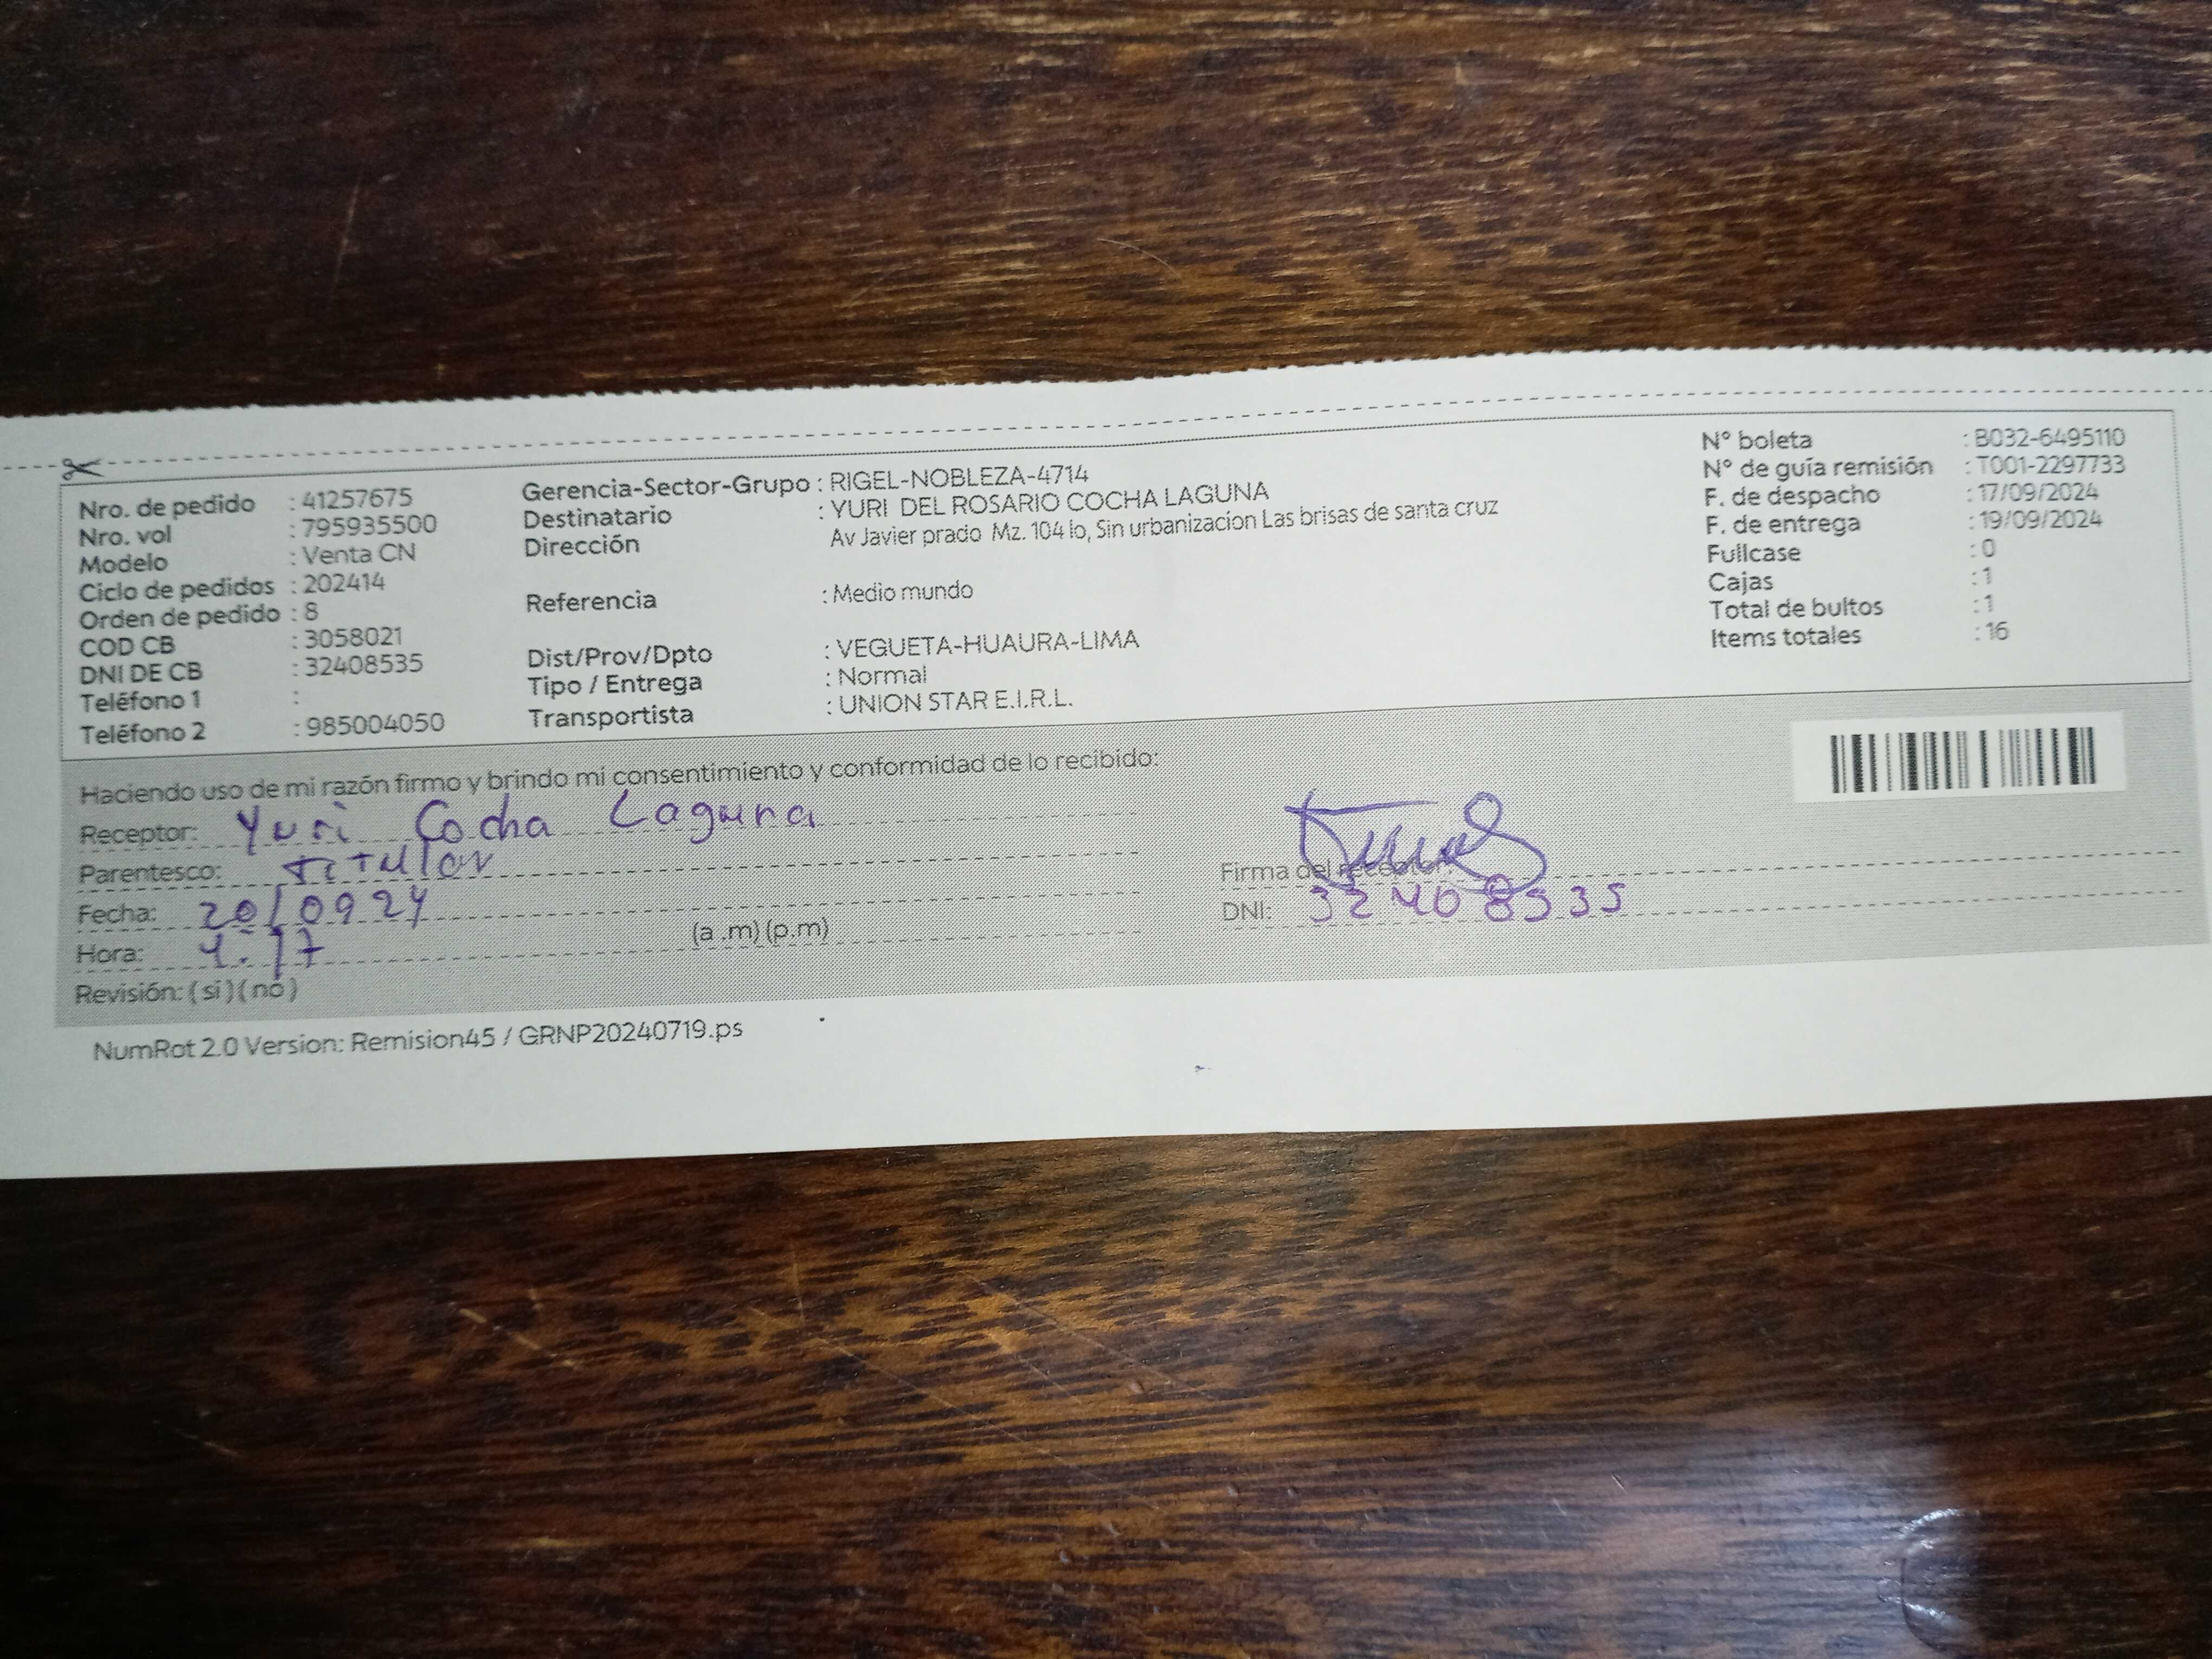 Nro. de pedido : 41257675
Nro. vol : 795935500
Modelo : Venta CN
Ciclo de pedidos : 202414
Orden de pedido : 8
COD CB : 3058021
DNI DE CB : 32408535
Teléfono 1 :
Teléfono 2 : 985004050
Gerencia-Sector-Grupo : RIGEL-NOBLEZA-4714
Destinatario : YURI DEL ROSARIO COCHA LAGUNA
Dirección Av Javier prado Mz. 104 lo, Sin urbanizacion Las brisas de santa cruz
Referencia : Medio mundo
Dist/Prov/Dpto : VEGUETA-HUAURA-LIMA
Tipo / Entrega : Normal
Transportista : UNION STAR E.I.R.L.
N° boleta : B032-6495110
N° de guía remisión : T001-2297733
F. de despacho : 17/09/2024
F. de entrega : 19/09/2024
Fullcase : 0
Cajas : 1
Total de bultos : 1
Items totales : 16
Haciendo uso de mi razón firmo y brindo mi consentimiento y conformidad de lo recibido:
Receptor: Yuri Cocha Laguna
Parentesco: Titular
Fecha: 20/09 24
Hora: 4:17 (a .m) (p.m)
Revisión: ( si ) ( no )
Firma del receptor:
DNI: 32408535
NumRot 2.0 Version: Remision45 / GRNP20240719.ps